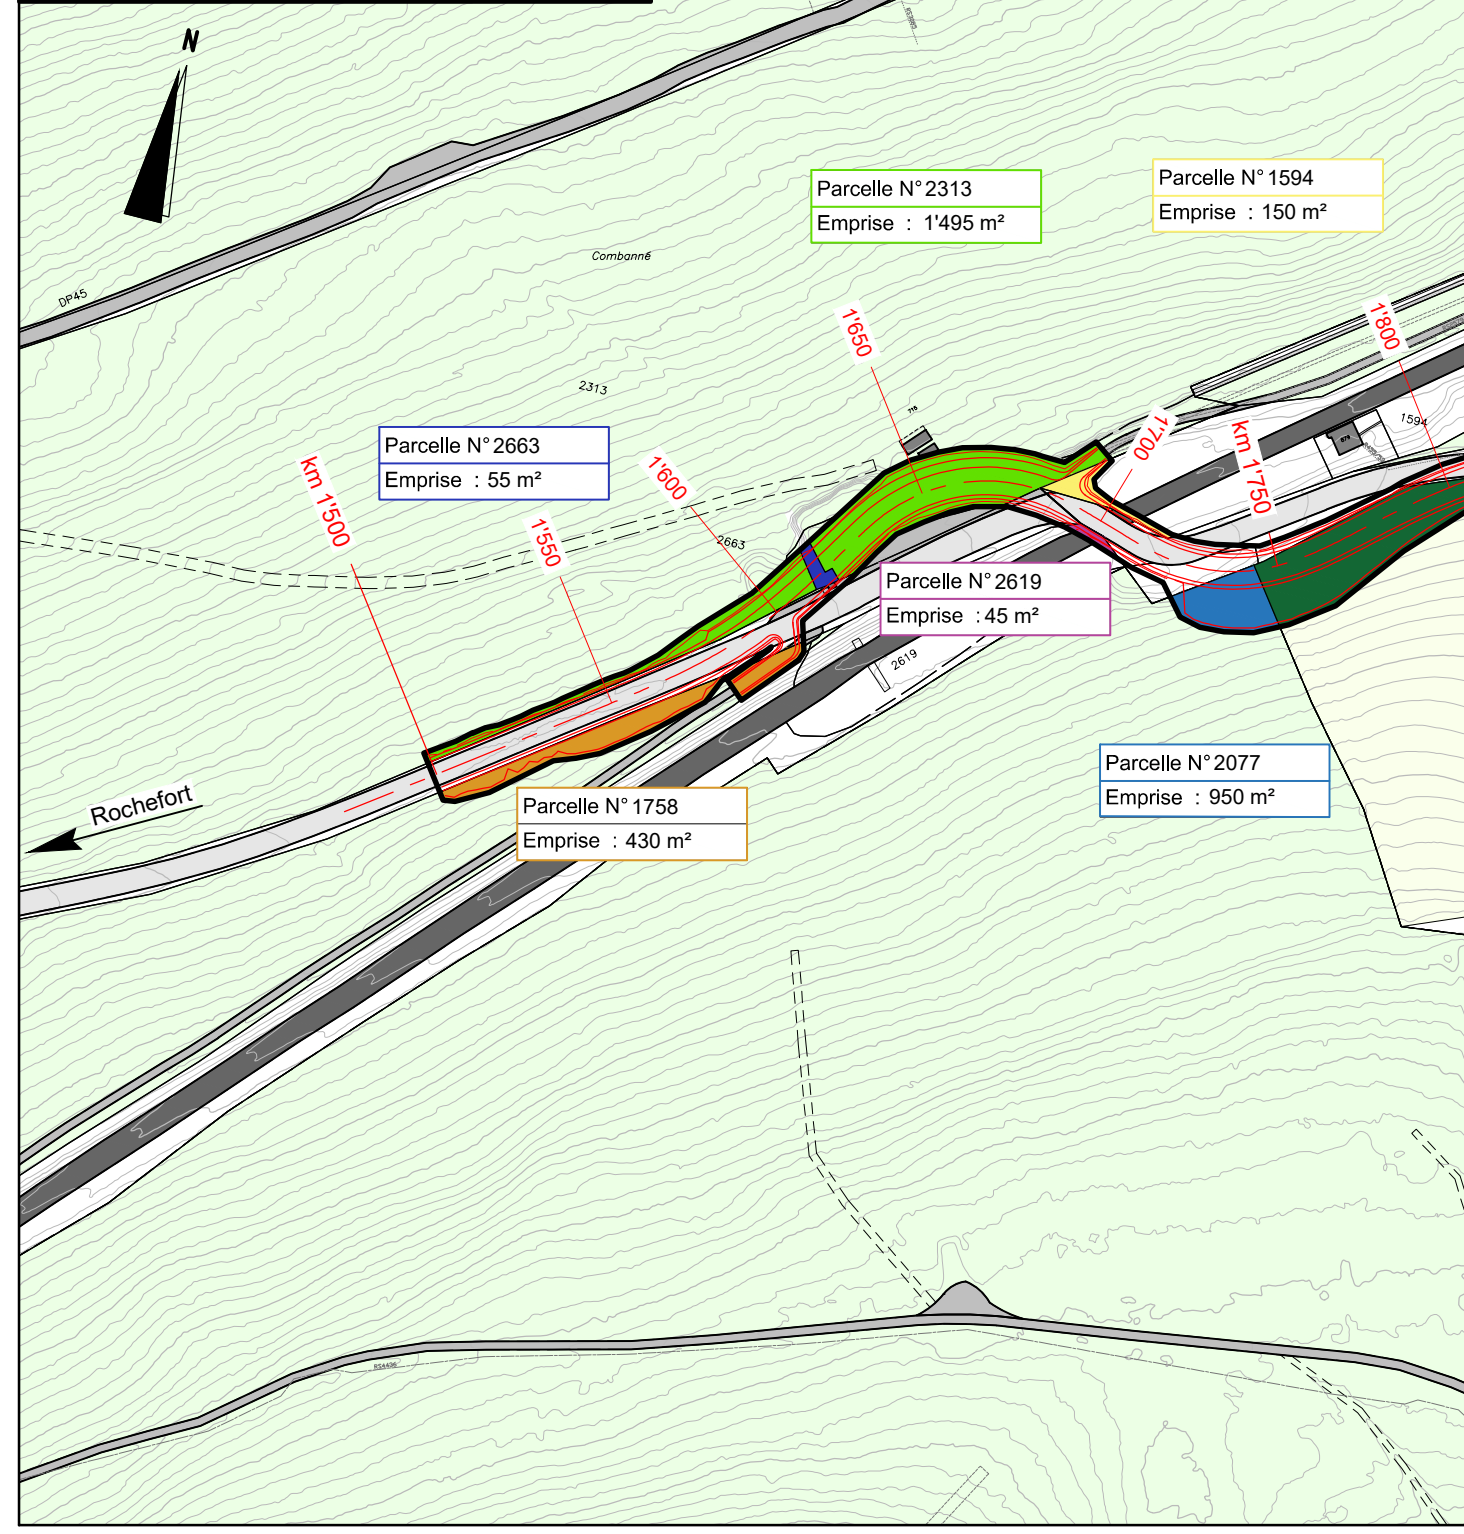 N
Parcelle N° 2313
Emprise : 1'495 m²
Parcelle N° 1594
Emprise : 150 m²
Combanné
DP45
1'650
1'800
2313
1594
Parcelle N° 2663
Emprise : 55 m²
km 1'500
1'550
1'600
1'700
km 1'750
2663
Parcelle N° 2619
Emprise : 45 m²
2619
Parcelle N° 2077
Emprise : 950 m²
Rochefort
Parcelle N° 1758
Emprise : 430 m²